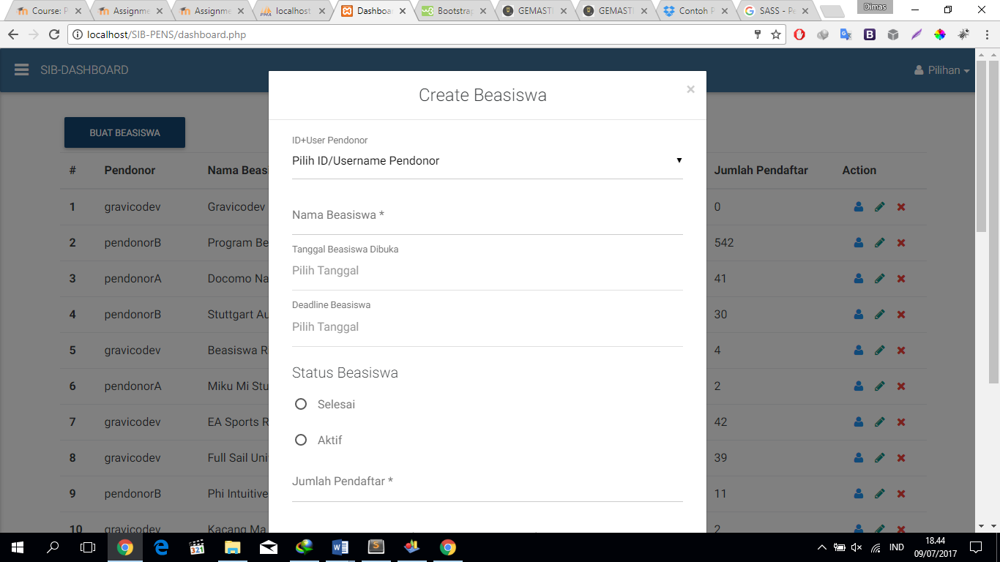 Course: P
Assignme
Assignme
localhost
Dashboar
Bootstrap
GEMASTI
GEMASTI
Contoh P
SASS - Pe
Dimas
localhost/SIB-PENS/dashboard.php
SIB-DASHBOARD
Pilihan
Create Beasiswa
×
BUAT BEASISWA
ID+User Pendonor
Pilih ID/Username Pendonor
# Pendonor Nama Beas Jumlah Pendaftar Action
1 gravicodev Gravicodev 0
Nama Beasiswa *
2 pendonorB Program Be 542
Tanggal Beasiswa Dibuka
Pilih Tanggal
3 pendonorA Docomo Na 41
Deadline Beasiswa
4 pendonorB Stuttgart Au 30
Pilih Tanggal
5 gravicodev Beasiswa R 4
Status Beasiswa
6 pendonorA Miku Mi Stu 2
Selesai
7 gravicodev EA Sports R 42
Aktif
8 gravicodev Full Sail Uni 39
Jumlah Pendaftar *
9 pendonorB Phi Intuitive 11
10 gravicodev Kacang Ma 2
IND
18.44
09/07/2017